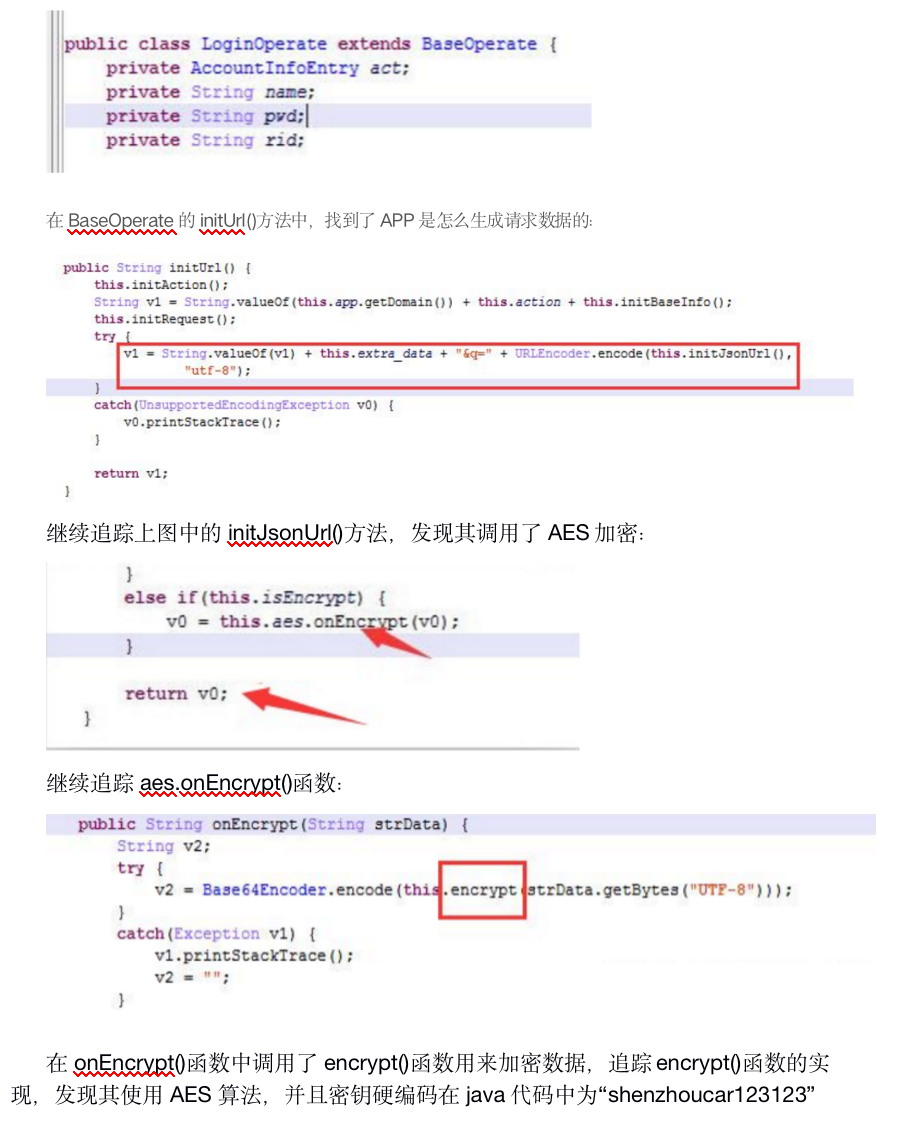 public class LoginOperate extends BaseOperate {
private AccountInfoEntry act;
private String name;
private String pwd;
private String rid;
在 BaseOperate 的 initUrl()方法中，找到了 APP 是怎么生成请求数据的:
public String initUrl() {
this.initAction();
String v1 = String.valueOf(this.app.getDomain()) + this.action + this.initBaseInfo();
this.initRequest();
try {
v1 = String.valueOf(v1) + this.extra_data + "&q=" + URLEncoder.encode(this.initJsonUrl(),
"utf-8");
}
catch(UnsupportedEncodingException v0) {
v0.printStackTrace();
}
return v1;
}
继续追踪上图中的 initJsonUrl()方法，发现其调用了 AES 加密：
}
else if(this.isEncrypt) {
v0 = this.aes.onEncrypt(v0);
}
return v0;
}
继续追踪 aes.onEncrypt()函数：
public String onEncrypt(String strData) {
String v2;
try {
v2 = Base64Encoder.encode(this.encrypt(strData.getBytes("UTF-8")));
}
catch(Exception v1) {
v1.printStackTrace();
v2 = "";
}
在 onEncrypt()函数中调用了 encrypt()函数用来加密数据，追踪 encrypt()函数的实
现，发现其使用 AES 算法，并且密钥硬编码在 java 代码中为“shenzhoucar123123”